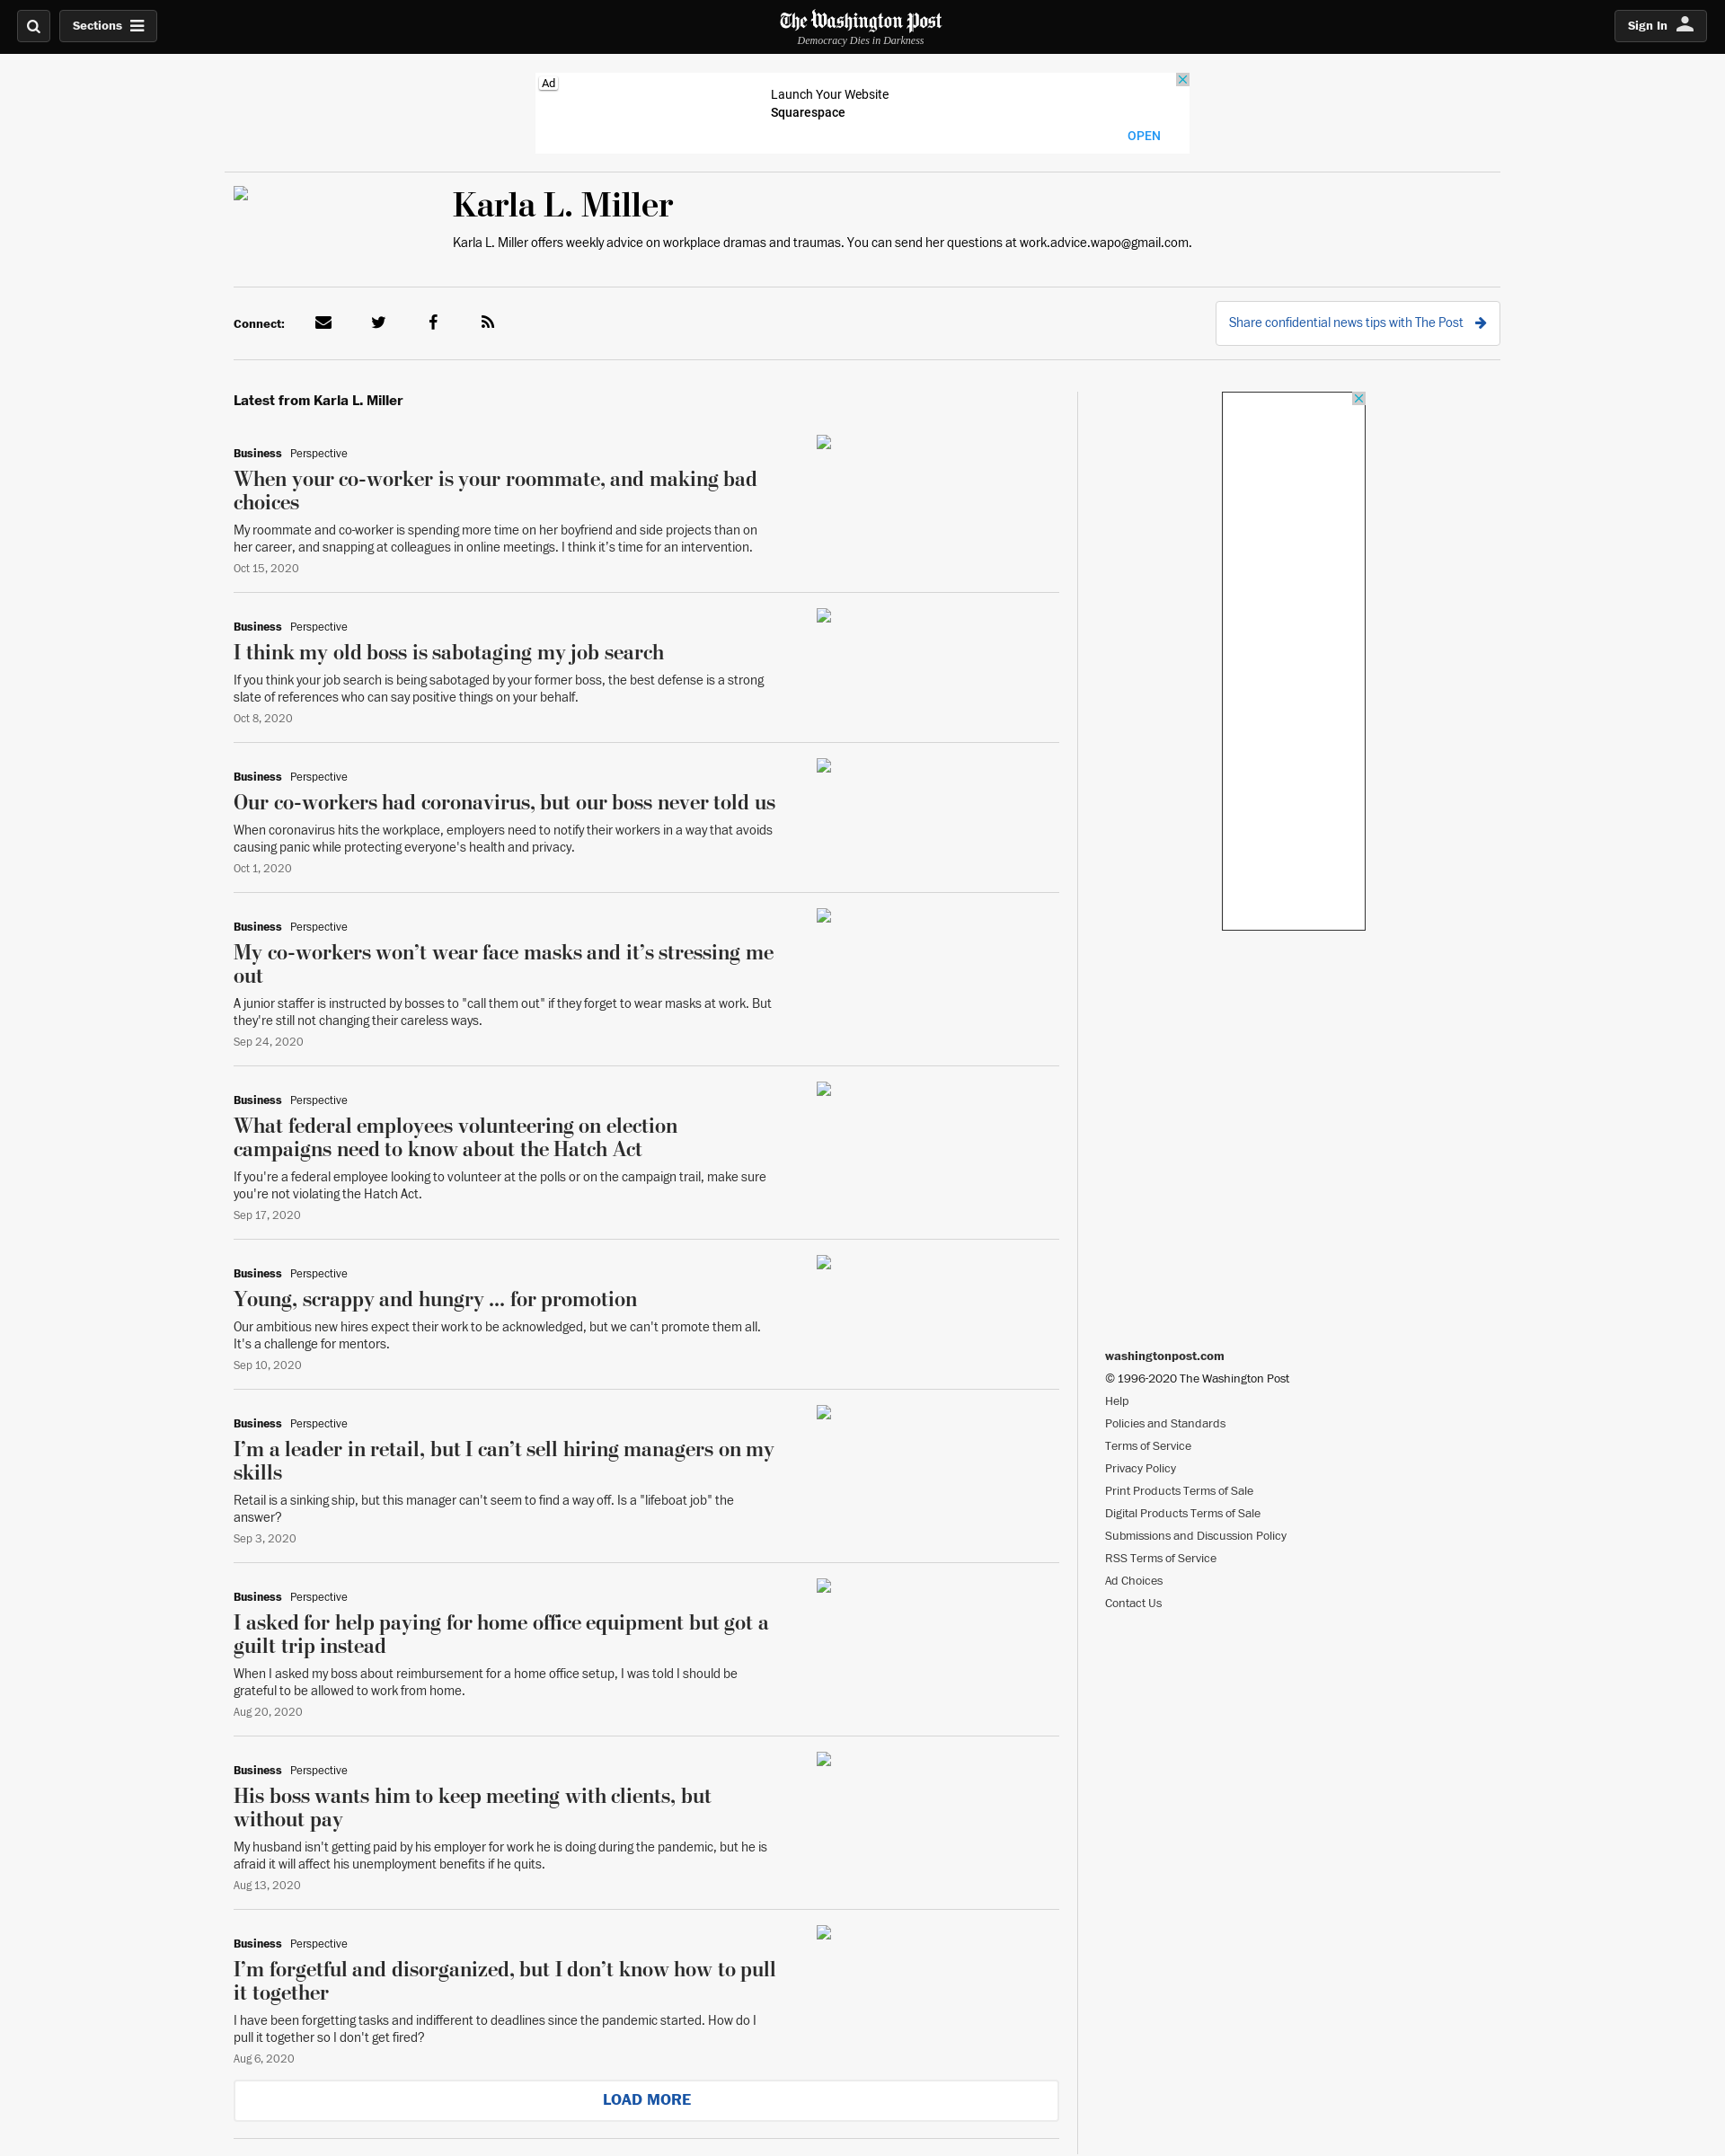 Sections
The Washington Post
Democracy Dies in Darkness
Sign In
Ad
Launch Your Website
Squarespace
OPEN
Karla L. Miller
Karla L. Miller offers weekly advice on workplace dramas and traumas. You can send her questions at work.advice.wapo@gmail.com.
Connect:
Share confidential news tips with The Post
Latest from Karla L. Miller
Business Perspective
When your co-worker is your roommate, and making bad
choices
My roommate and co-worker is spending more time on her boyfriend and side projects than on
her career, and snapping at colleagues in online meetings. I think it’s time for an intervention.
Oct 15, 2020
Business Perspective
I think my old boss is sabotaging my job search
If you think your job search is being sabotaged by your former boss, the best defense is a strong
slate of references who can say positive things on your behalf.
Oct 8, 2020
Business Perspective
Our co-workers had coronavirus, but our boss never told us
When coronavirus hits the workplace, employers need to notify their workers in a way that avoids
causing panic while protecting everyone's health and privacy.
Oct 1, 2020
Business Perspective
My co-workers won’t wear face masks and it’s stressing me
out
A junior staffer is instructed by bosses to "call them out" if they forget to wear masks at work. But
they're still not changing their careless ways.
Sep 24, 2020
Business Perspective
What federal employees volunteering on election
campaigns need to know about the Hatch Act
If you're a federal employee looking to volunteer at the polls or on the campaign trail, make sure
you're not violating the Hatch Act.
Sep 17, 2020
Business Perspective
Young, scrappy and hungry ... for promotion
Our ambitious new hires expect their work to be acknowledged, but we can't promote them all.
It's a challenge for mentors.
Sep 10, 2020
Business Perspective
I’m a leader in retail, but I can’t sell hiring managers on my
skills
Retail is a sinking ship, but this manager can't seem to find a way off. Is a "lifeboat job" the
answer?
Sep 3, 2020
Business Perspective
I asked for help paying for home office equipment but got a
guilt trip instead
When I asked my boss about reimbursement for a home office setup, I was told I should be
grateful to be allowed to work from home.
Aug 20, 2020
Business Perspective
His boss wants him to keep meeting with clients, but
without pay
My husband isn't getting paid by his employer for work he is doing during the pandemic, but he is
afraid it will affect his unemployment benefits if he quits.
Aug 13, 2020
Business Perspective
I’m forgetful and disorganized, but I don’t know how to pull
it together
I have been forgetting tasks and indifferent to deadlines since the pandemic started. How do I
pull it together so I don't get fired?
Aug 6, 2020
LOAD MORE
washingtonpost.com
© 1996-2020 The Washington Post
Help
Policies and Standards
Terms of Service
Privacy Policy
Print Products Terms of Sale
Digital Products Terms of Sale
Submissions and Discussion Policy
RSS Terms of Service
Ad Choices
Contact Us